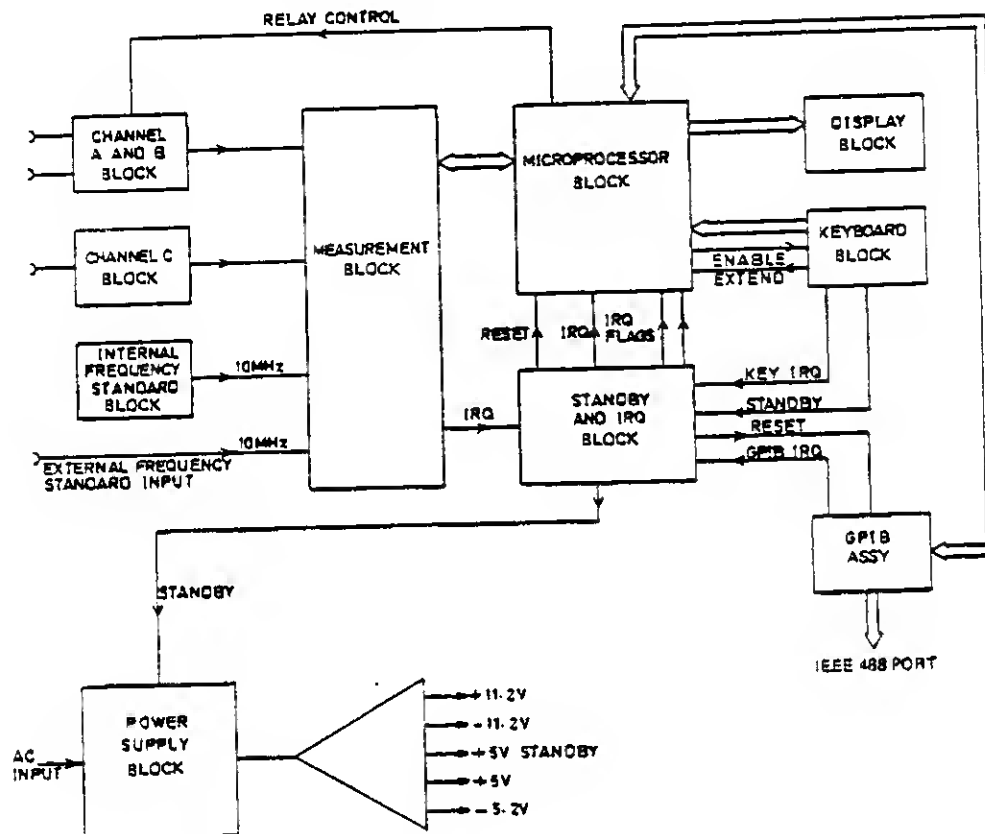 RELAY CONTROL
CHANNEL
A AND B
BLOCK
MICROPROCESSOR
BLOCK
DISPLAY
BLOCK
CHANNEL C
BLOCK
MEASUREMENT
BLOCK
KEYBOARD
BLOCK
ENABLE
EXTEND
INTERNAL
FREQUENCY
STANDARD
BLOCK
10MHz
RESET
IRQ
IRQ
FLAGS
KEY IRQ
STANDBY
AND IRQ
BLOCK
STANDBY
RESET
GPIB IRQ
IRQ
10MHz
EXTERNAL FREQUENCY
STANDARD INPUT
GPIB
ASSY
STANDBY
IEEE 488 PORT
POWER
SUPPLY
BLOCK
AC
INPUT
+11.2V
-11.2V
+5V STANDBY
+5V
-5.2V